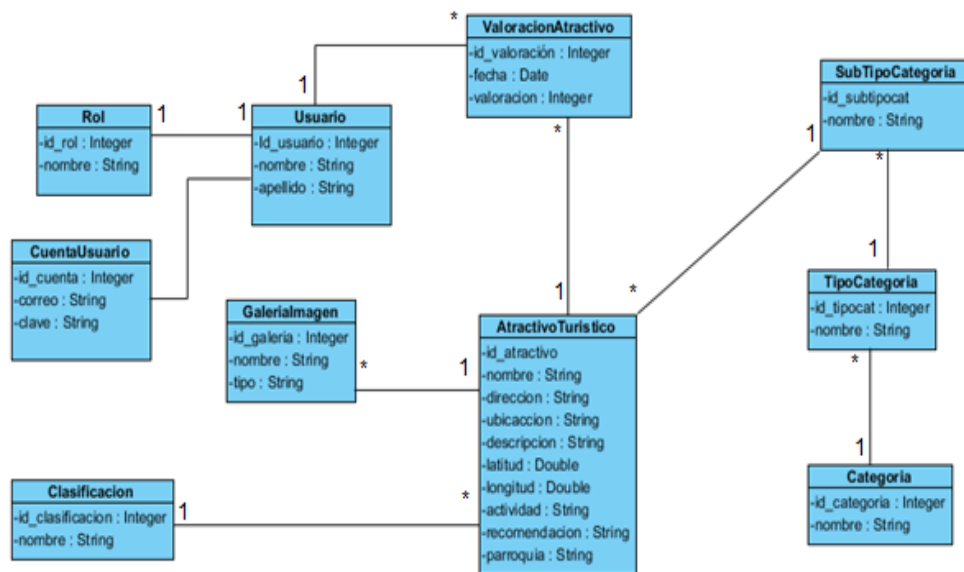 ValoracionAtractivo
-id_valoración : Integer
-fecha : Date
-valoracion : Integer
*
1
*
1
SubTipoCategoria
-id_subtipocat
-nombre : String
1
*
*
1
Rol
-id_rol : Integer
-nombre : String
1
1
Usuario
-Id_usuario : Integer
-nombre : String
-apellido : String
CuentaUsuario
-id_cuenta : Integer
-correo : String
-clave : String
TipoCategoria
-id_tipocat : Integer
-nombre : String
*
1
GaleriaImagen
-id_galeria : Integer
-nombre : String
-tipo : String
*
1
AtractivoTuristico
-id_atractivo
-nombre : String
-direccion : String
-ubicaccion : String
-descripcion : String
-latitud : Double
-longitud : Double
-actividad : String
-recomendacion : String
-parroquia : String
Clasificacion
-id_clasificacion : Integer
-nombre : String
1
*
Categoria
-id_categoria : Integer
-nombre : String